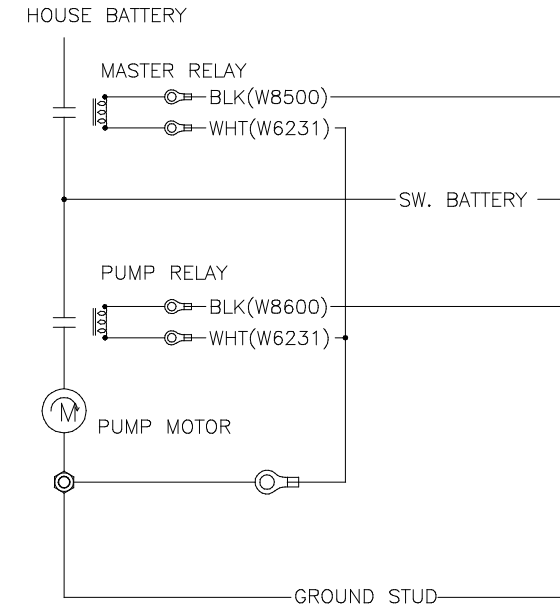 HOUSE BATTERY
MASTER RELAY
BLK(W8500)
WHT(W6231)
SW. BATTERY
PUMP RELAY
BLK(W8600)
WHT(W6231)
M
PUMP MOTOR
GROUND STUD